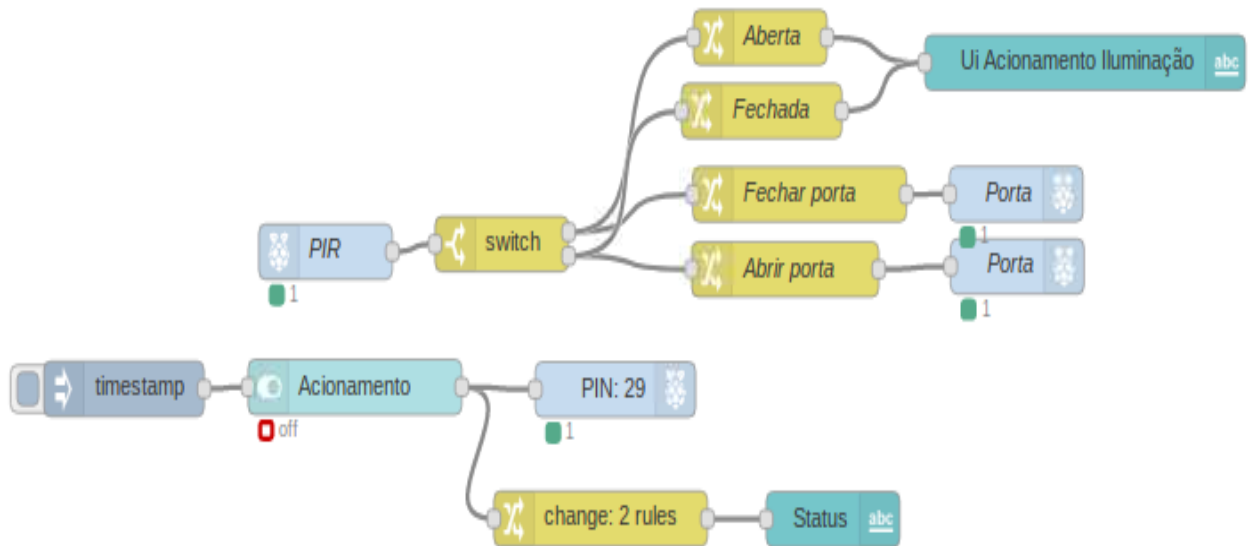 Aberta
Ui Acionamento Iluminação
abc
Fechada
Fechar porta
Porta
1
PIR
1
switch
Abrir porta
Porta
1
timestamp
Acionamento
off
PIN: 29
1
change: 2 rules
Status
abc